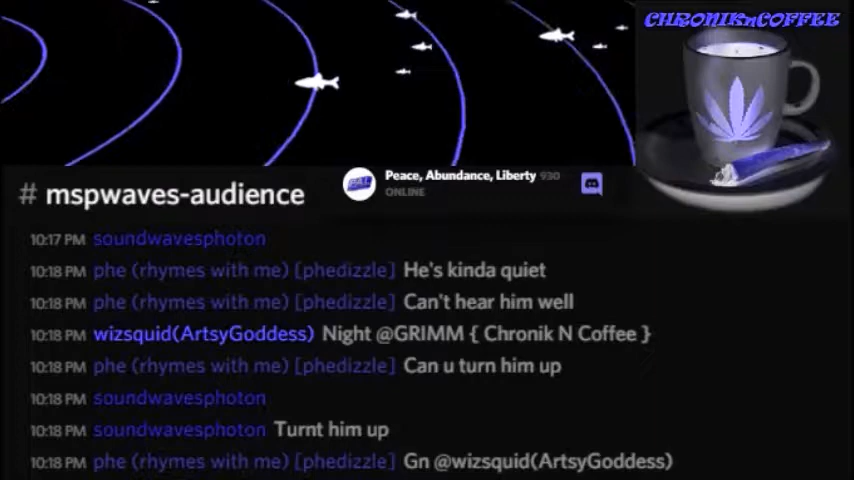 CHRONIKnCOFFEE
# mspwaves-audience
PAL
Peace, Abundance, Liberty 930
ONLINE
10:17 PM soundwavesphoton
10:18 PM phe (rhymes with me) [phedizzle] He's kinda quiet
10:18 PM phe (rhymes with me) [phedizzle] Can't hear him well
10:18 PM wizsquid(ArtsyGoddess) Night @GRIMM { Chronik N Coffee }
10:18 PM phe (rhymes with me) [phedizzle] Can u turn him up
10:18 PM soundwavesphoton
10:18 PM soundwavesphoton Turnt him up
10:18 PM phe (rhymes with me) [phedizzle] Gn @wizsquid(ArtsyGoddess)